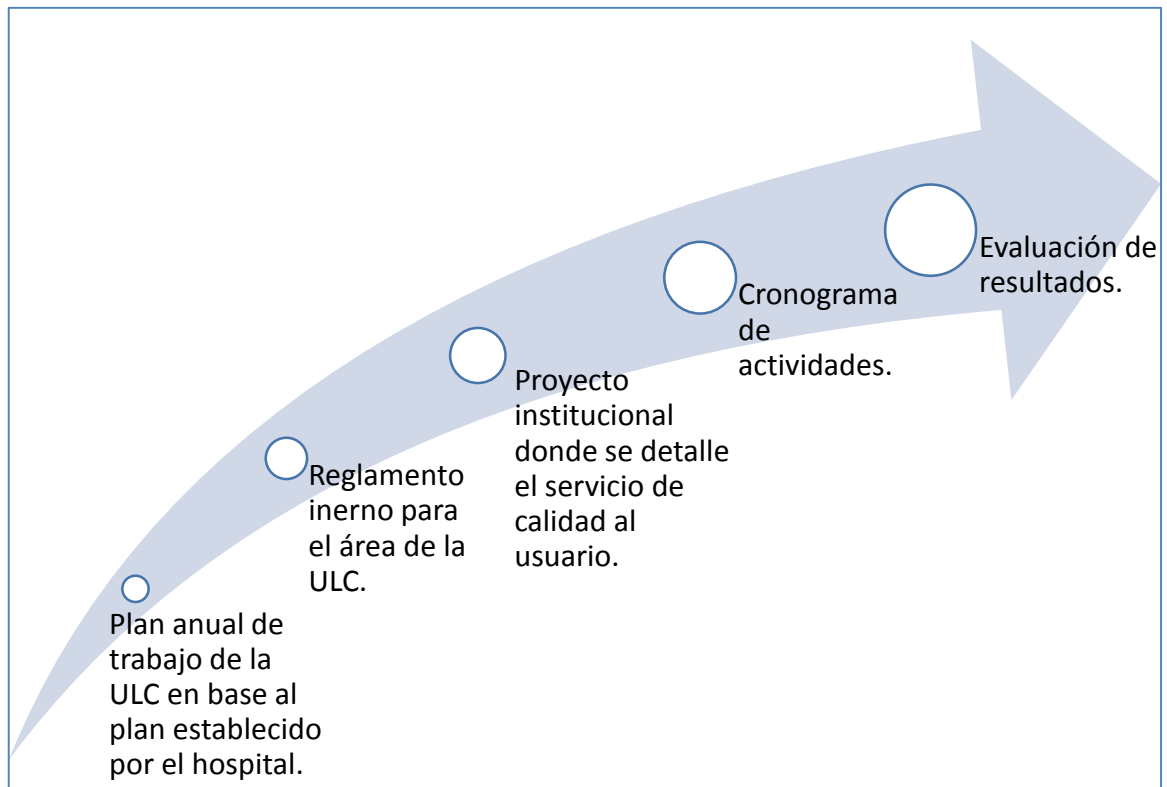 Plan anual de
trabajo de la
ULC en base al
plan establecido
por el hospital.
Reglamento
inerno para
el área de la
ULC.
Proyecto
institucional
donde se detalle
el servicio de
calidad al
usuario.
Cronograma
de
actividades.
Evaluación de
resultados.